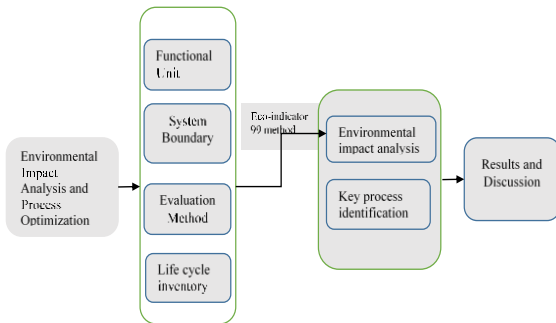 Environmental
Impact
Analysis and
Process
Optimization
Functional
Unit
System
Boundary
Evaluation
Method
Life cycle
inventory
Eco-indicator
99 method
Environmental
impact analysis
Key process
identification
Results and
Discussion